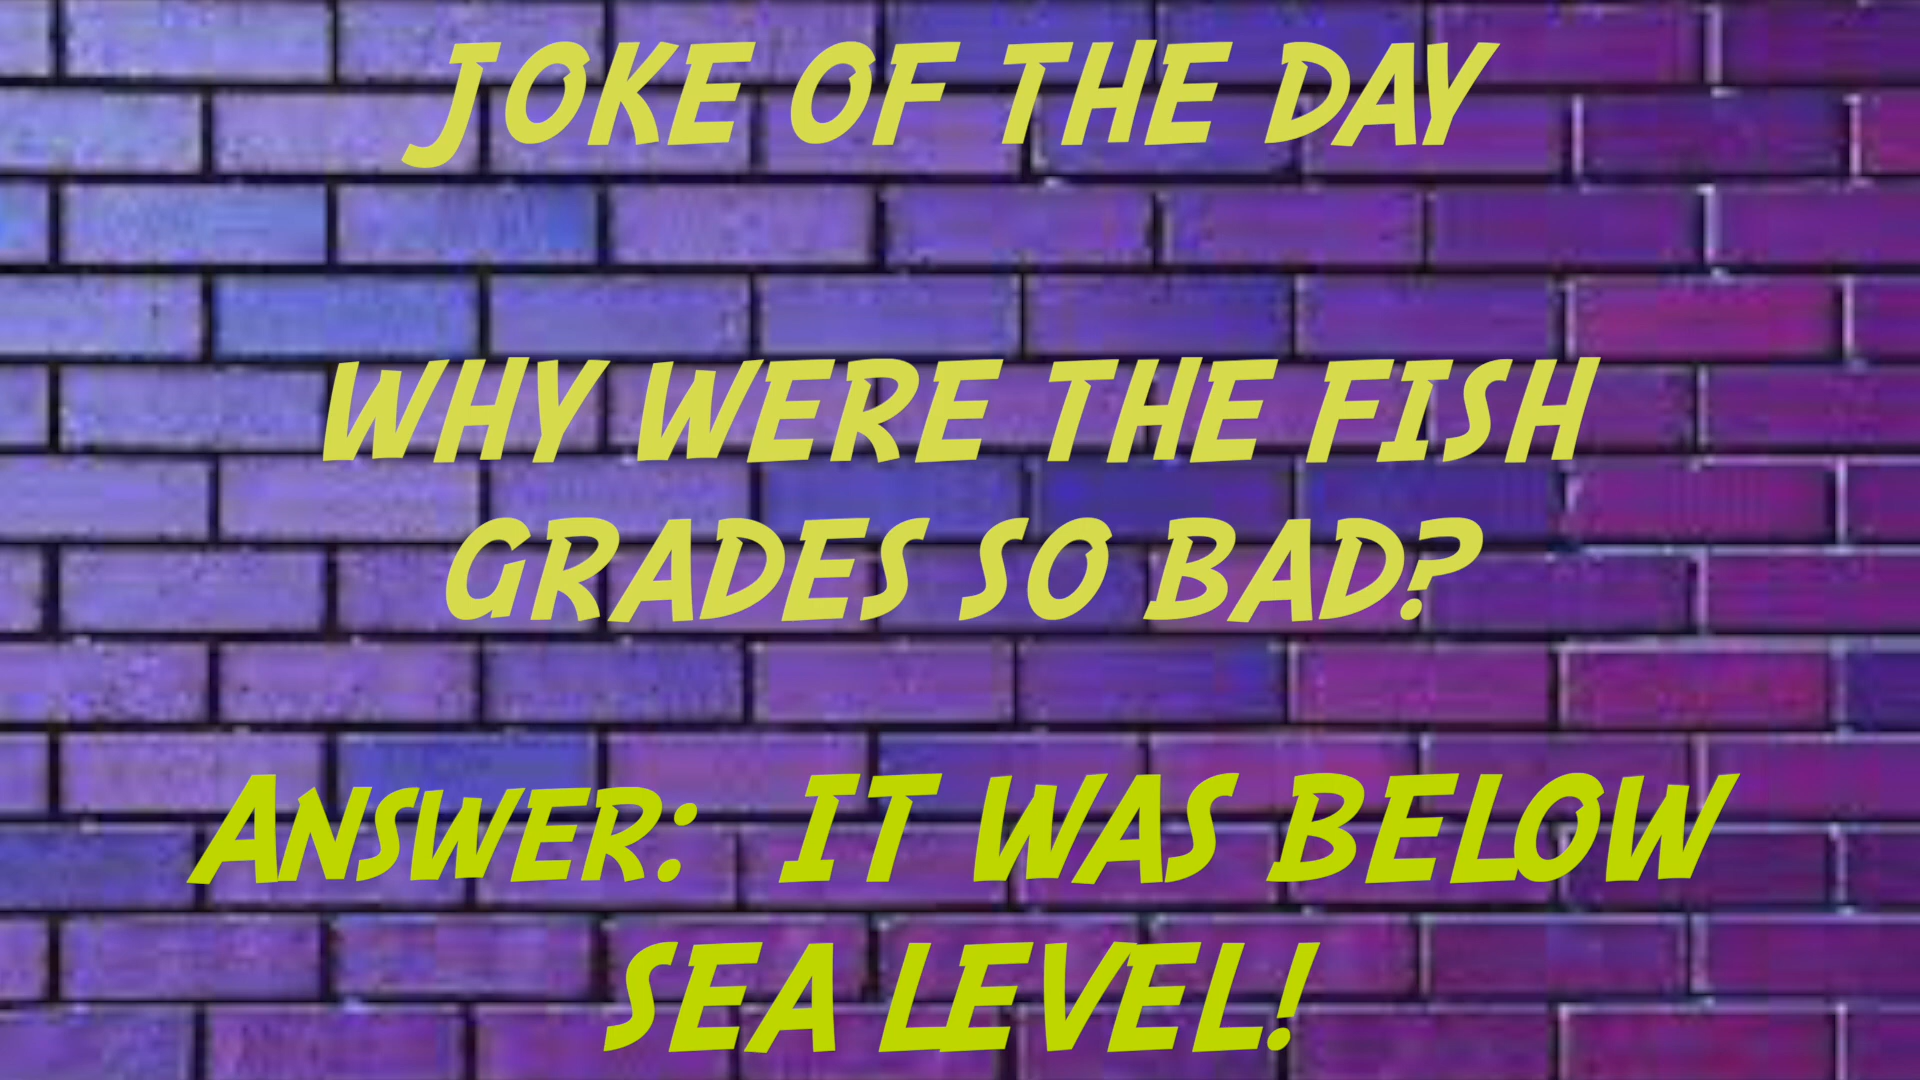 JOKE OF THE DAY
WHY WERE THE FISH
GRADES SO BAD?
ANSWER: IT WAS BELOW
SEA LEVEL!